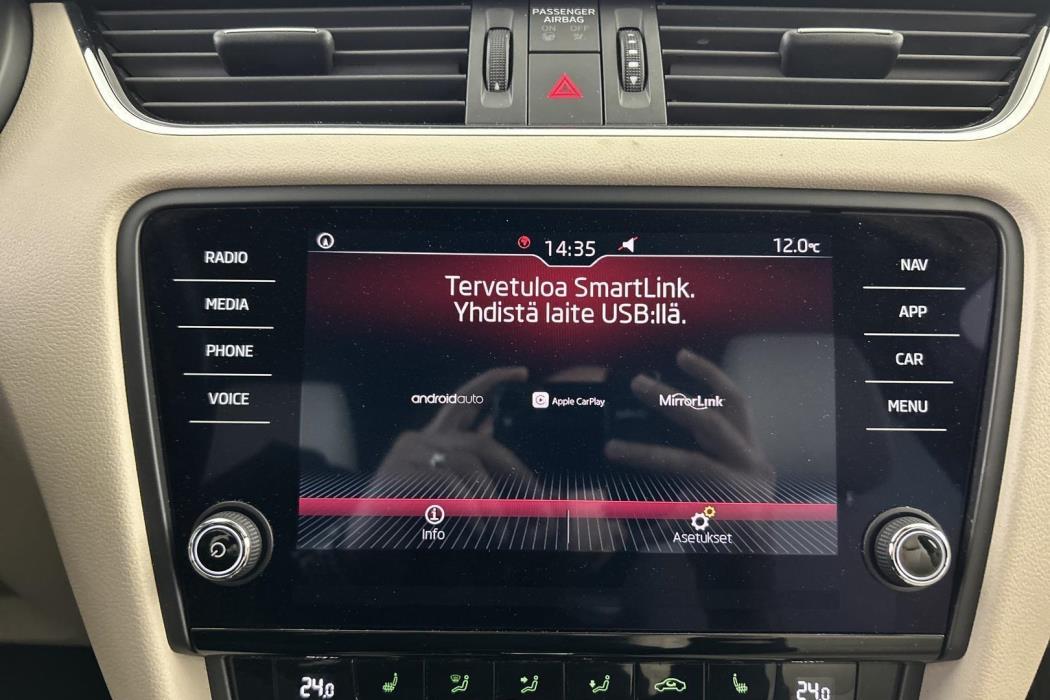 PASSENGER
AIRBAG
ON OFF
RADIO
MEDIA
PHONE
VOICE
14:35
12.0°C
Tervetuloa SmartLink.
Yhdistä laite USB:llä.
androidauto
Apple CarPlay
MirrorLink
Info
Asetukset
NAV
APP
CAR
MENU
24.0
24.0